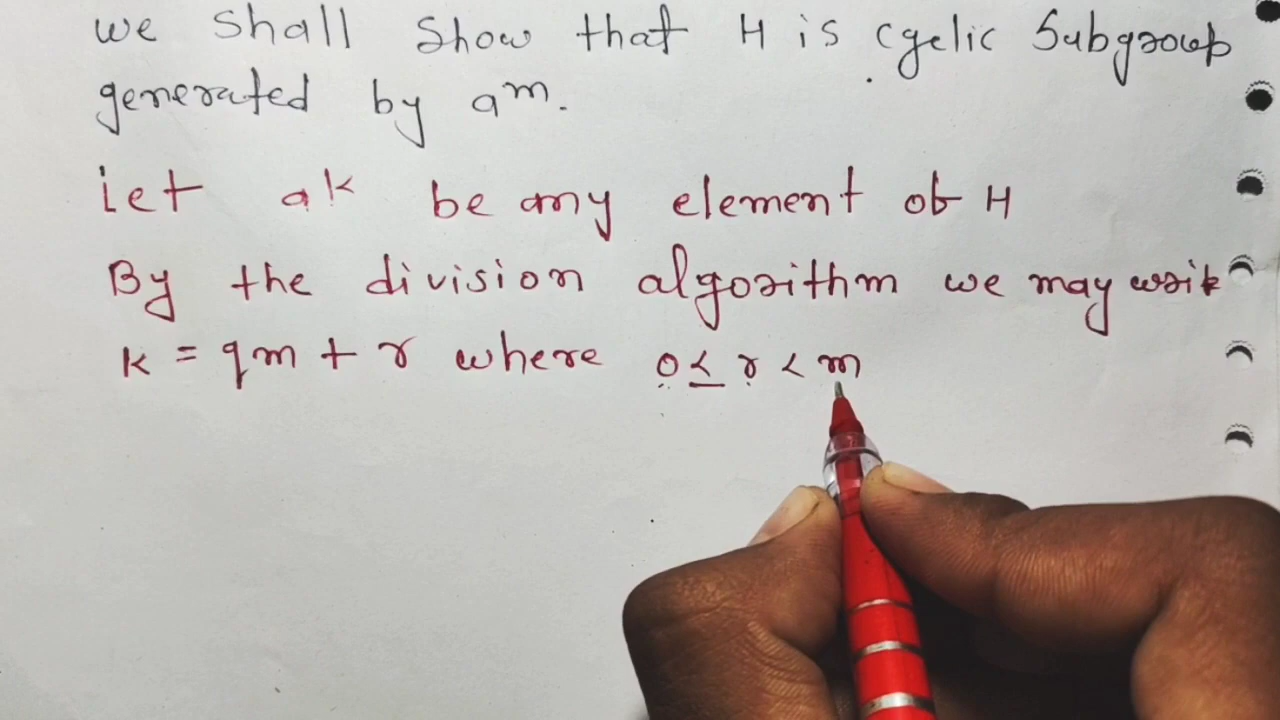 we shall show that H is cyclic Subgroup
generated by aᵐ.
Let aᵏ be any element of H
By the division algorithm we may write
k = qm + r where 0 ≤ r < m